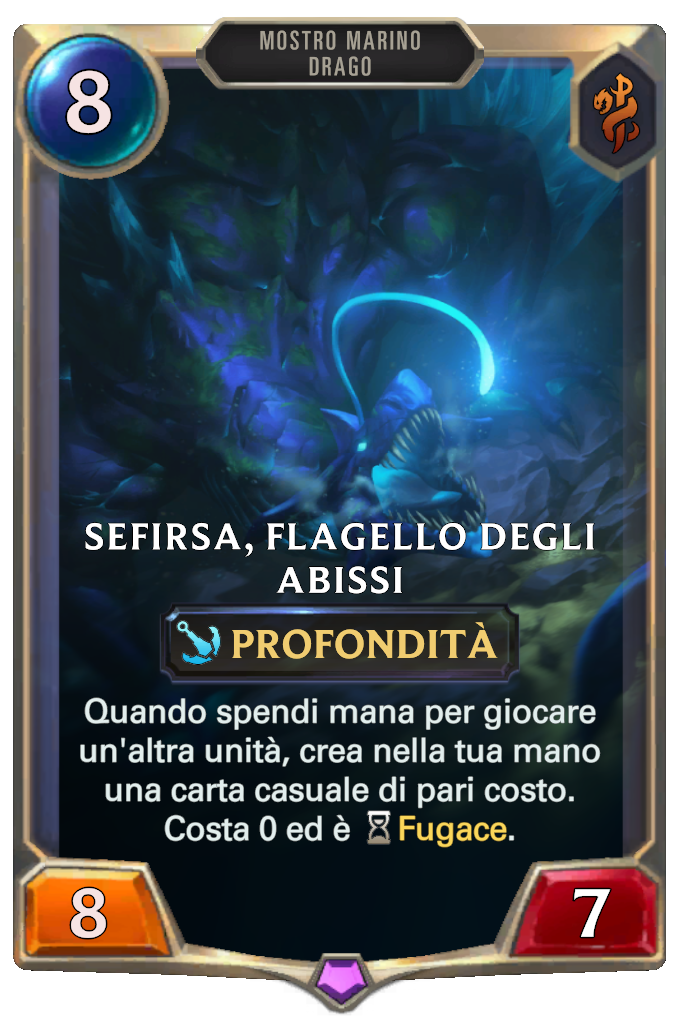 MOSTRO MARINO
DRAGO
8
SEFIRSA, FLAGELLO DEGLI
ABISSI
PROFONDITÀ
Quando spendi mana per giocare
un'altra unità, crea nella tua mano
una carta casuale di pari costo.
Costa 0 ed è Fugace.
8
7